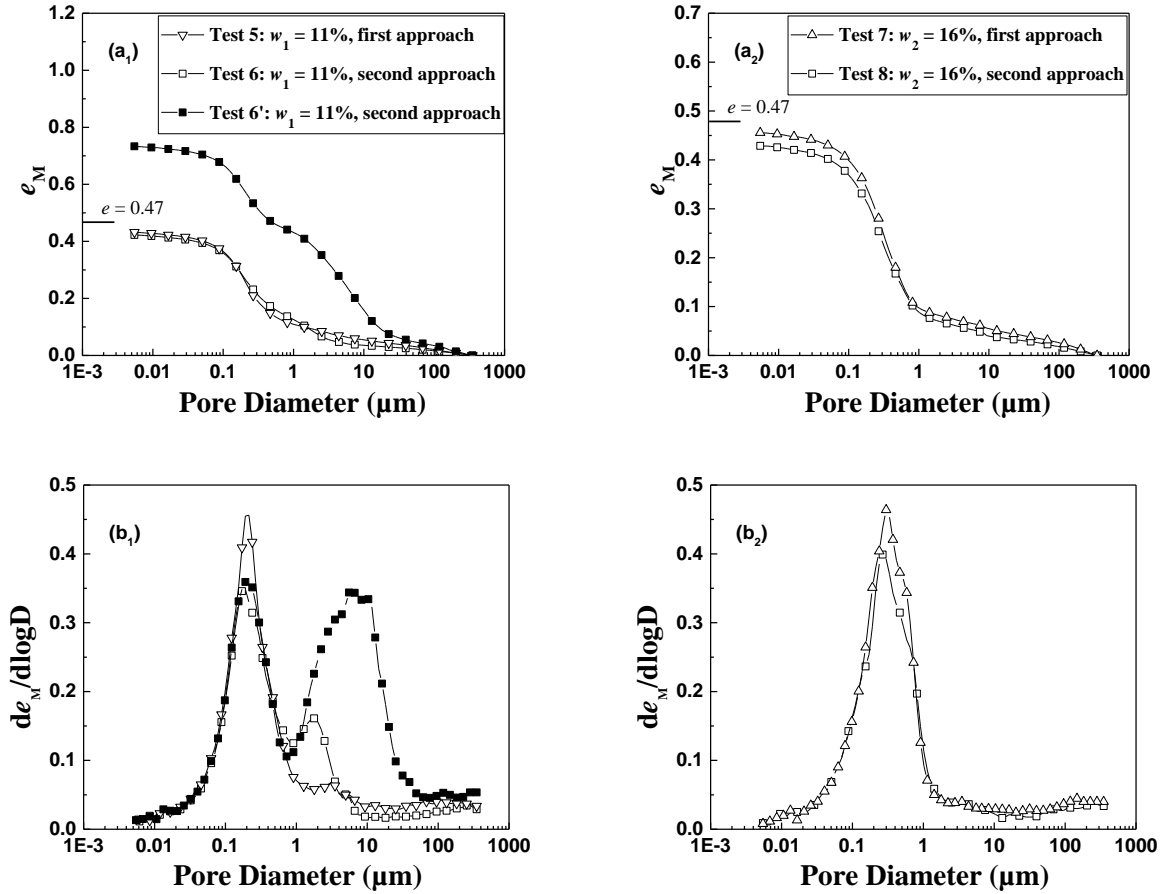 (a₁)
Test 5: w₁ = 11%, first approach
Test 6: w₁ = 11%, second approach
Test 6': w₁ = 11%, second approach
e = 0.47
e_M
1.2
1.0
0.8
0.6
0.4
0.2
0.0
1E-3 0.01 0.1 1 10 100 1000
Pore Diameter (µm)
(a₂)
Test 7: w₂ = 16%, first approach
Test 8: w₂ = 16%, second approach
e = 0.47
e_M
0.7
0.6
0.5
0.4
0.3
0.2
0.1
0.0
1E-3 0.01 0.1 1 10 100 1000
Pore Diameter (µm)
(b₁)
de_M/dlogD
0.5
0.4
0.3
0.2
0.1
0.0
1E-3 0.01 0.1 1 10 100 1000
Pore Diameter (µm)
(b₂)
de_M/dlogD
0.5
0.4
0.3
0.2
0.1
0.0
1E-3 0.01 0.1 1 10 100 1000
Pore Diameter (µm)